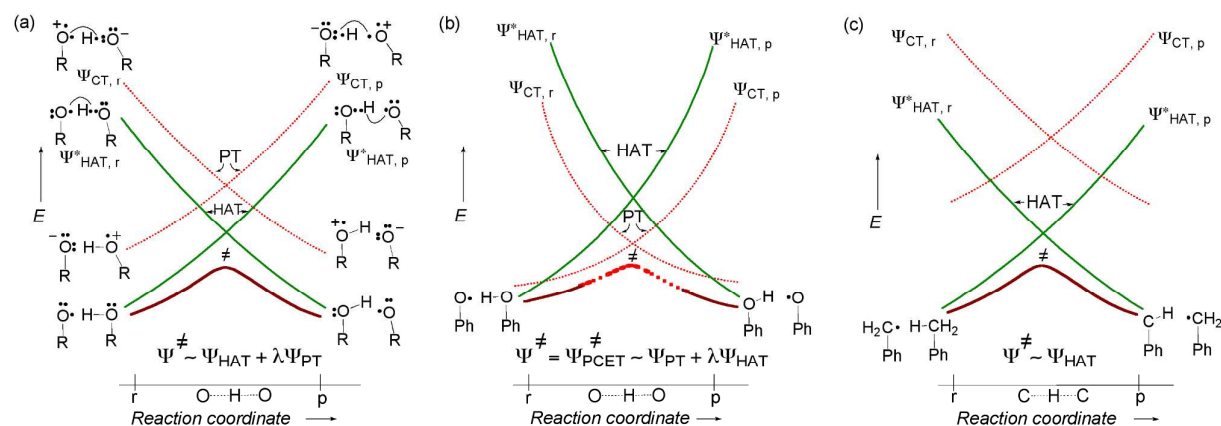 (a)
Ö⁺• H–Ö:⁻
R R
⁻:Ö: •H •Ö⁺
R R
Ψ_CT, r
Ψ_CT, p
:Ö• •H–•Ö:
R R
:Ö•–•H •Ö:
R R
Ψ*_HAT, r
Ψ*_HAT, p
PT
HAT
E
⁻:Ö: H–Ö⁺•
R R
⁺•Ö–H :Ö:⁻
R R
≠
:Ö• H–Ö:
R R
:Ö–H •Ö:
R R
Ψ^≠ ~ Ψ_HAT + λΨ_PT
r O┄┄H┄┄O p
Reaction coordinate
(b)
Ψ*_HAT, r
Ψ*_HAT, p
Ψ_CT, r
Ψ_CT, p
HAT
PT
E
≠
O• H–O
Ph Ph
O–H •O
Ph Ph
Ψ^≠ = Ψ^≠_PCET ~ Ψ_PT + λΨ_HAT
r O┄┄H┄┄O p
Reaction coordinate
(c)
Ψ_CT, r
Ψ_CT, p
Ψ*_HAT, r
Ψ*_HAT, p
HAT
E
≠
H₂C• H–CH₂
Ph Ph
C–H •CH₂
Ph Ph
Ψ^≠ ~ Ψ_HAT
r C┄┄H┄┄C p
Reaction coordinate